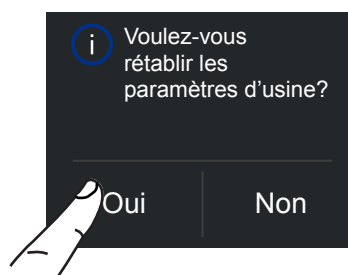 i
Voulez-vous
rétablir les
paramètres d’usine?
Oui
Non